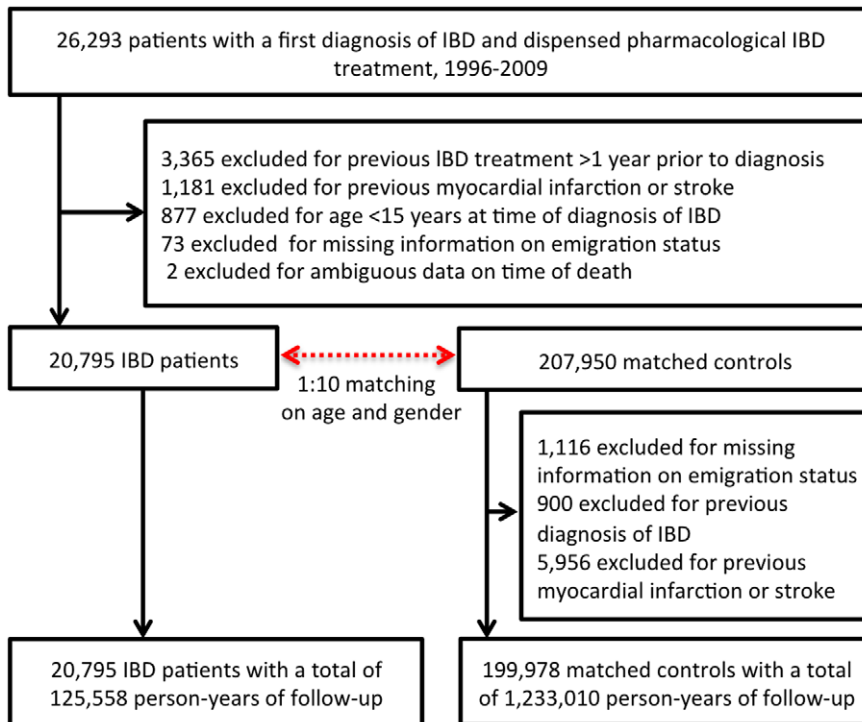 26,293 patients with a first diagnosis of IBD and dispensed pharmacological IBD
treatment, 1996-2009
3,365 excluded for previous IBD treatment >1 year prior to diagnosis
1,181 excluded for previous myocardial infarction or stroke
877 excluded for age <15 years at time of diagnosis of IBD
73 excluded for missing information on emigration status
2 excluded for ambiguous data on time of death
20,795 IBD patients
1:10 matching
on age and gender
207,950 matched controls
1,116 excluded for missing
information on emigration status
900 excluded for previous
diagnosis of IBD
5,956 excluded for previous
myocardial infarction or stroke
20,795 IBD patients with a total of
125,558 person-years of follow-up
199,978 matched controls with a total
of 1,233,010 person-years of follow-up